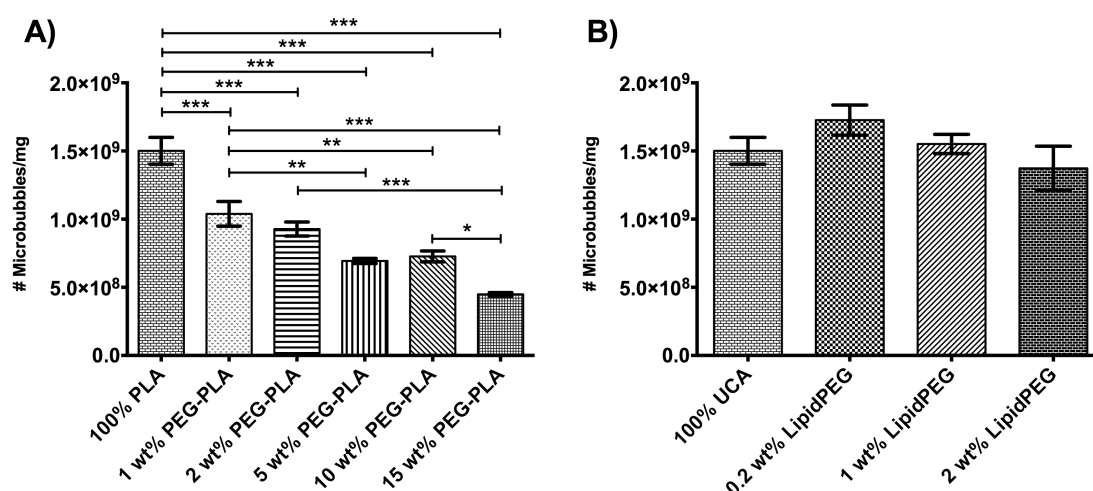 A)
***
***
***
***
***
***
**
**
***
*
2.0×10⁹
1.5×10⁹
1.0×10⁹
5.0×10⁸
0.0
# Microbubbles/mg
100% PLA
1 wt% PEG-PLA
2 wt% PEG-PLA
5 wt% PEG-PLA
10 wt% PEG-PLA
15 wt% PEG-PLA
B)
2.0×10⁹
1.5×10⁹
1.0×10⁹
5.0×10⁸
0.0
# Microbubbles/mg
100% UCA
0.2 wt% LipidPEG
1 wt% LipidPEG
2 wt% LipidPEG